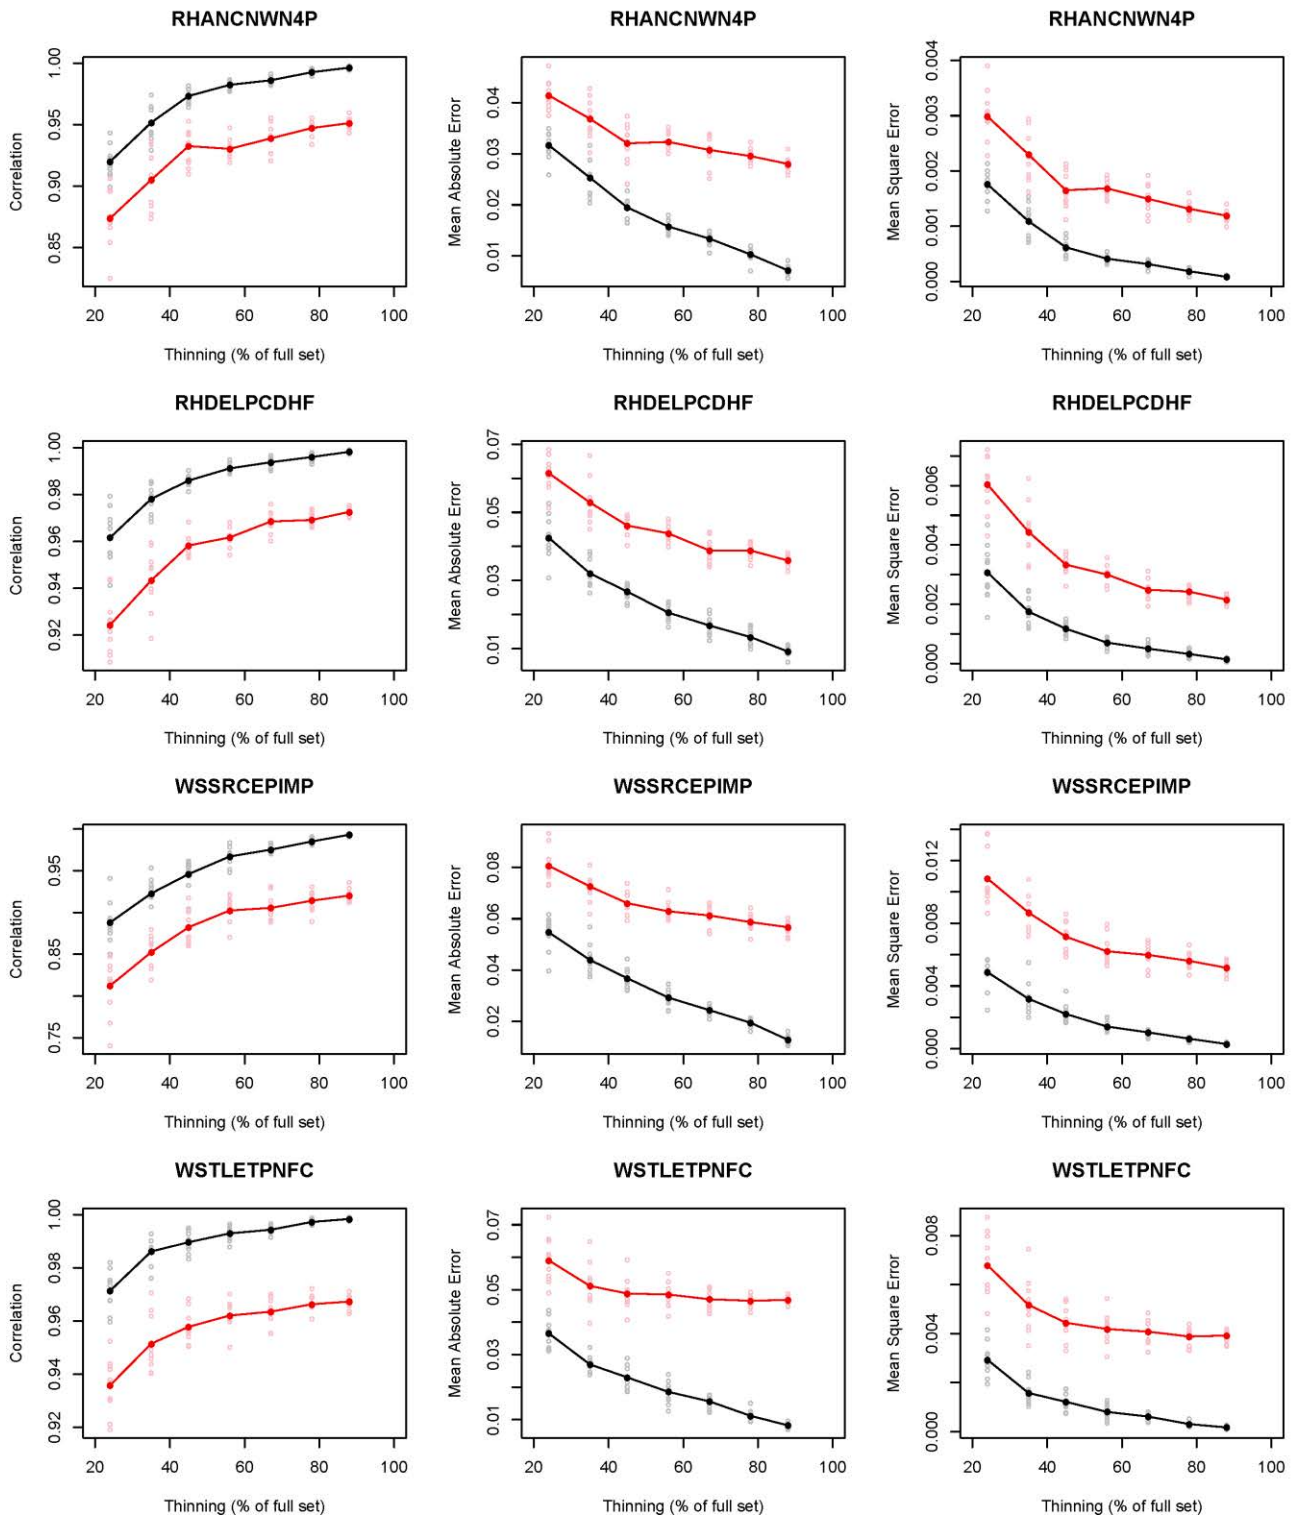 RHANCNWN4P
RHANCNWN4P
RHANCNWN4P
Correlation
1.00
0.95
0.90
0.85
20 40 60 80 100
Thinning (% of full set)
Mean Absolute Error
0.04
0.03
0.02
0.01
20 40 60 80 100
Thinning (% of full set)
Mean Square Error
0.004
0.003
0.002
0.001
0.000
20 40 60 80 100
Thinning (% of full set)
RHDELPCDHF
RHDELPCDHF
RHDELPCDHF
Correlation
1.00
0.98
0.96
0.94
0.92
20 40 60 80 100
Thinning (% of full set)
Mean Absolute Error
0.07
0.05
0.03
0.01
20 40 60 80 100
Thinning (% of full set)
Mean Square Error
0.006
0.004
0.002
0.000
20 40 60 80 100
Thinning (% of full set)
WSSRCEPIMP
WSSRCEPIMP
WSSRCEPIMP
Correlation
0.95
0.85
0.75
20 40 60 80 100
Thinning (% of full set)
Mean Absolute Error
0.08
0.06
0.04
0.02
20 40 60 80 100
Thinning (% of full set)
Mean Square Error
0.012
0.008
0.004
0.000
20 40 60 80 100
Thinning (% of full set)
WSTLETPNFC
WSTLETPNFC
WSTLETPNFC
Correlation
1.00
0.98
0.96
0.94
0.92
20 40 60 80 100
Thinning (% of full set)
Mean Absolute Error
0.07
0.05
0.03
0.01
20 40 60 80 100
Thinning (% of full set)
Mean Square Error
0.008
0.004
0.000
20 40 60 80 100
Thinning (% of full set)